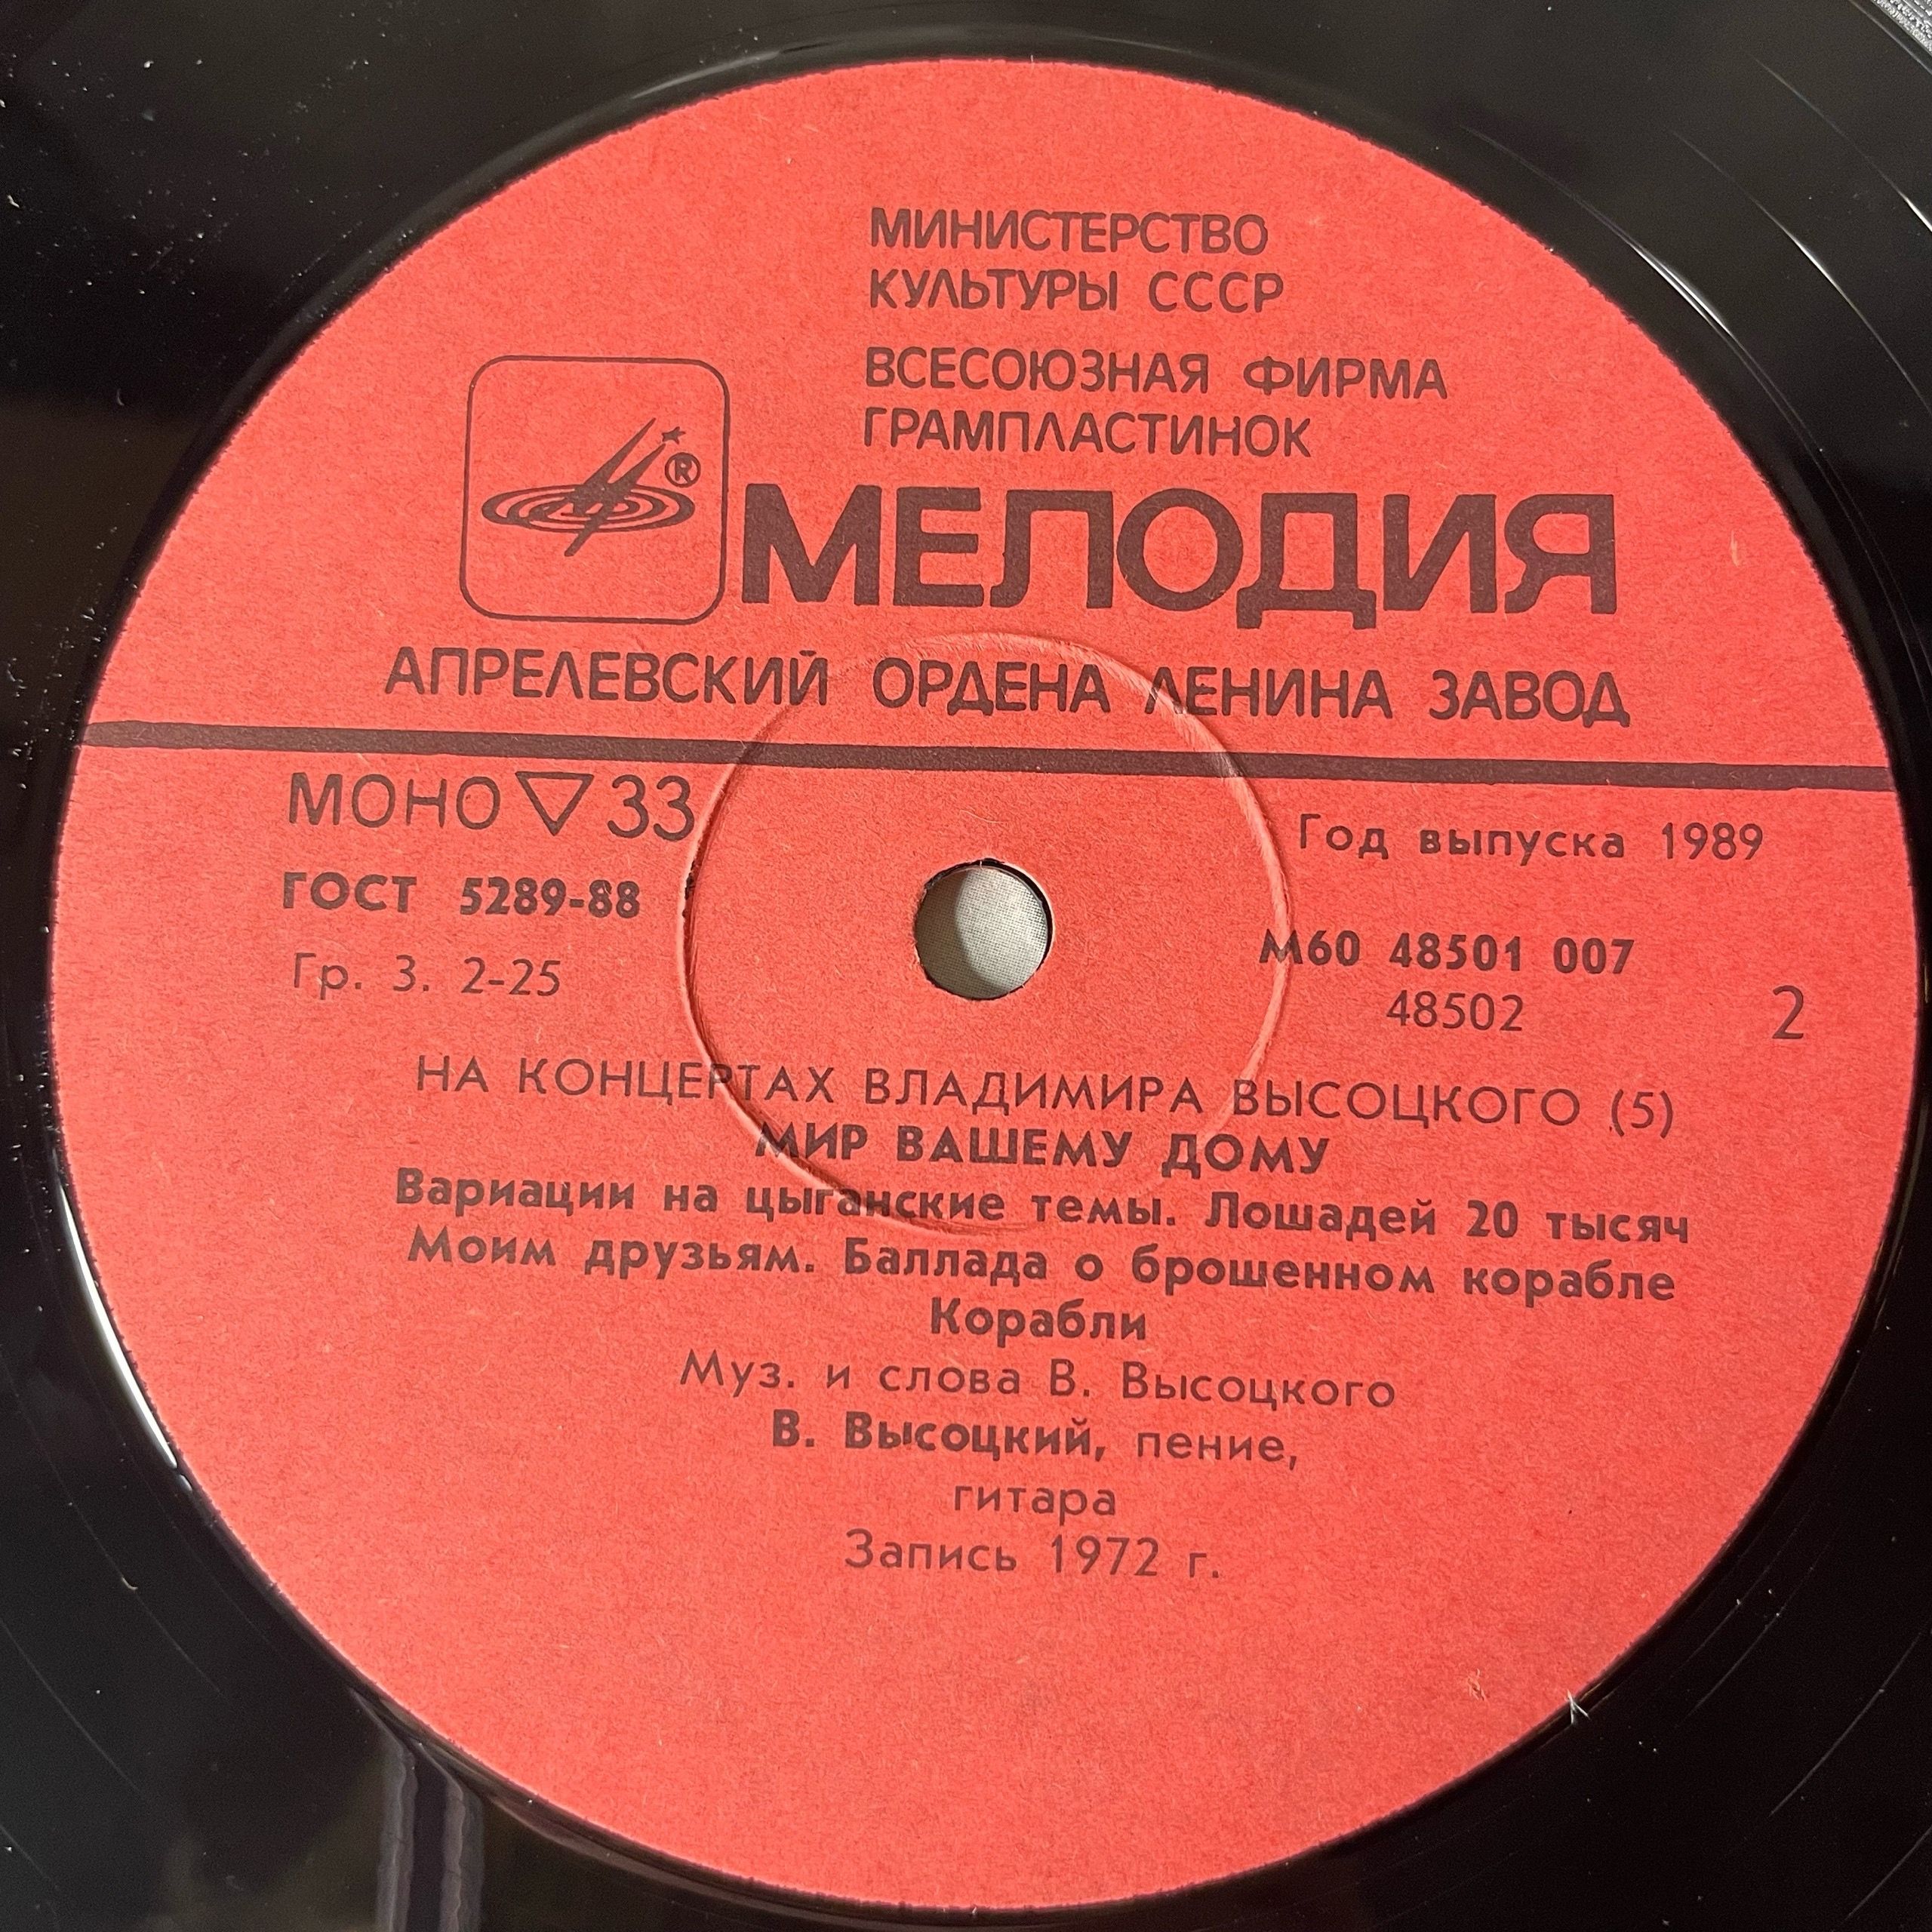 МИНИСТЕРСТВО
КУЛЬТУРЫ СССР
ВСЕСОЮЗНАЯ ФИРМА
ГРАМПЛАСТИНОК
®
МЕЛОДИЯ
АПРЕЛЕВСКИЙ ОРДЕНА ЛЕНИНА ЗАВОД
МОНО ▽ 33
Год выпуска 1989
ГОСТ 5289-88
М60 48501 007
Гр. 3. 2-25
48502
2
НА КОНЦЕРТАХ ВЛАДИМИРА ВЫСОЦКОГО (5)
МИР ВАШЕМУ ДОМУ
Вариации на цыганские темы. Лошадей 20 тысяч
Моим друзьям. Баллада о брошенном корабле
Корабли
Муз. и слова В. Высоцкого
В. Высоцкий, пение,
гитара
Запись 1972 г.